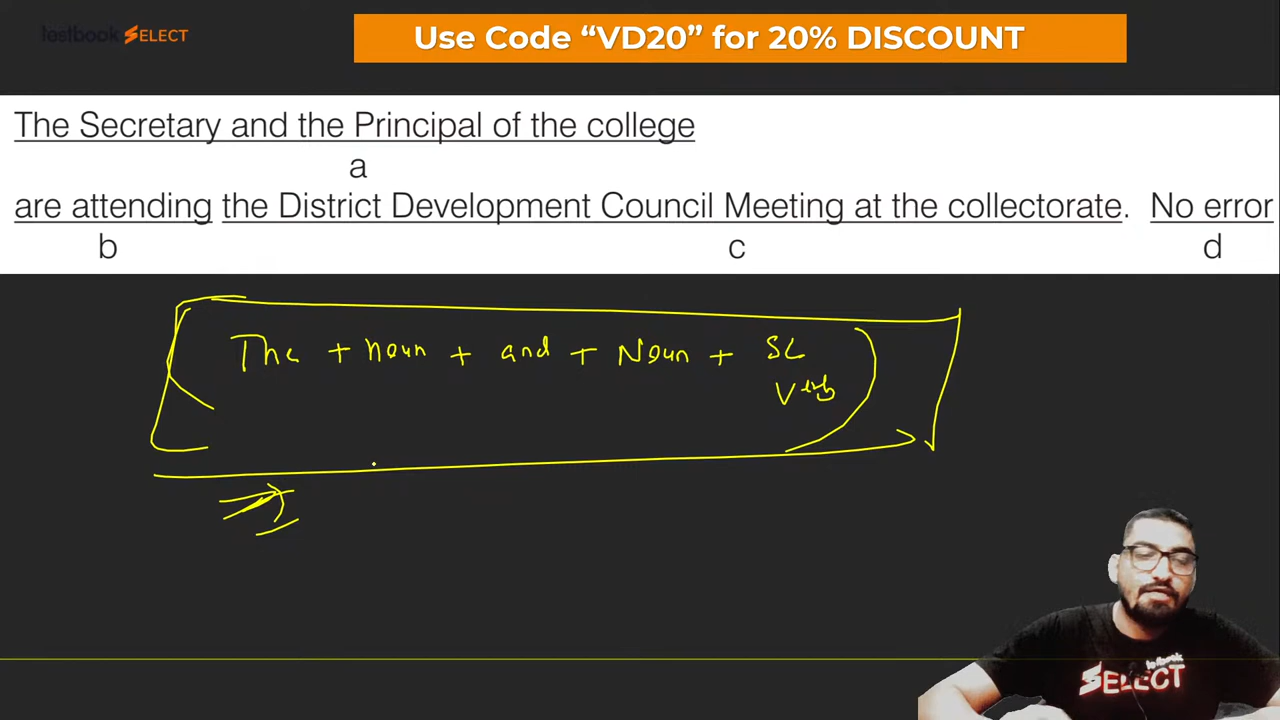 testbook SELECT
Use Code “VD20” for 20% DISCOUNT
The Secretary and the Principal of the college
a
are attending the District Development Council Meeting at the collectorate. No error
b c d
The + noun + and + Noun + SL
Verb
testbook
SELECT